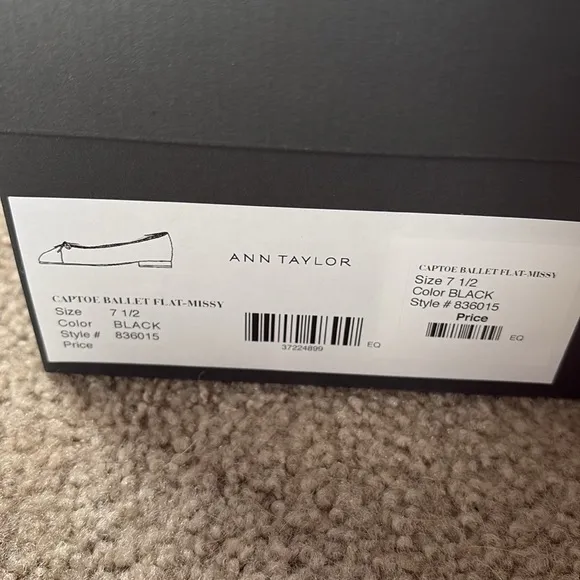 ANN TAYLOR
CAPTOE BALLET FLAT-MISSY
Size 7 1/2
Color BLACK
Style # 836015
Price
37224899
EQ
CAPTOE BALLET FLAT-MISSY
Size 7 1/2
Color BLACK
Style # 836015
Price
EQ